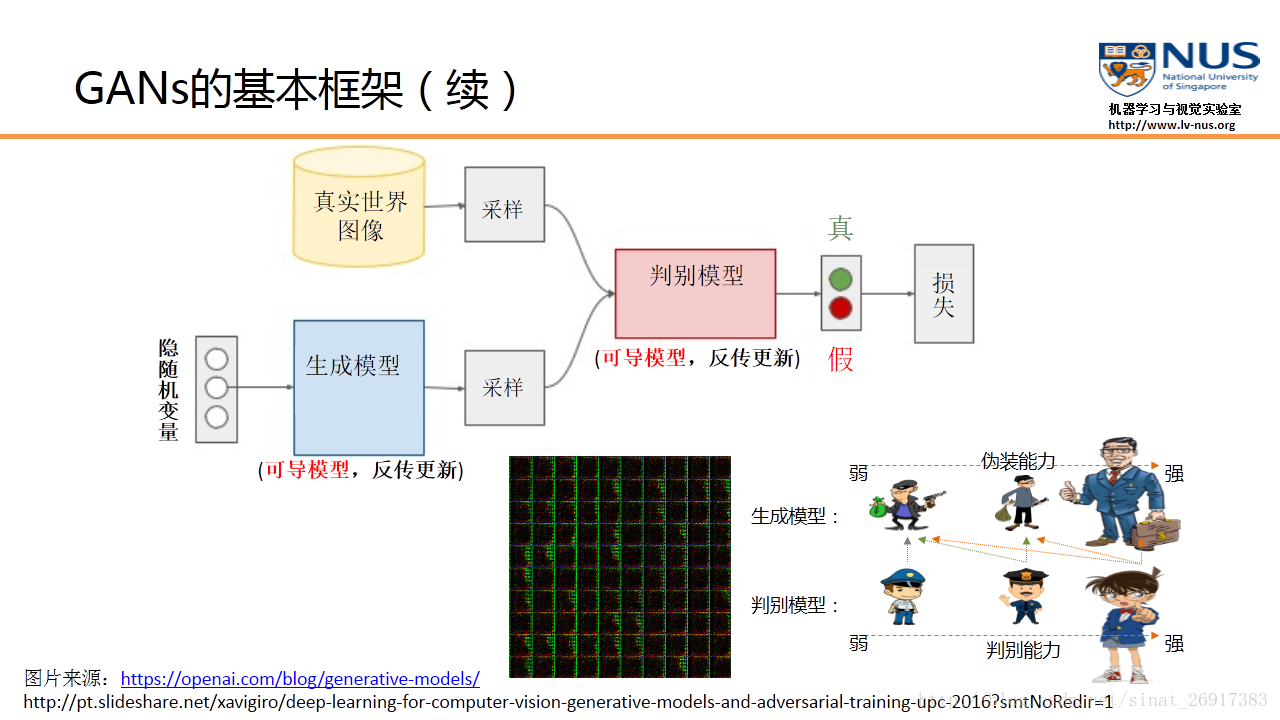 GANs的基本框架（续）
NUS
National University
of Singapore
机器学习与视觉实验室
http://www.lv-nus.org
真实世界
图像
采样
判别模型
(可导模型，反传更新)
真
假
损
失
隐
随
机
变
量
生成模型
(可导模型，反传更新)
采样
弱
伪装能力
强
生成模型：
判别模型：
弱
判别能力
强
图片来源：https://openai.com/blog/generative-models/
http://pt.slideshare.net/xavigiro/deep-learning-for-computer-vision-generative-models-and-adversarial-training-upc-2016?smtNoRedir=1
sinat_26917383